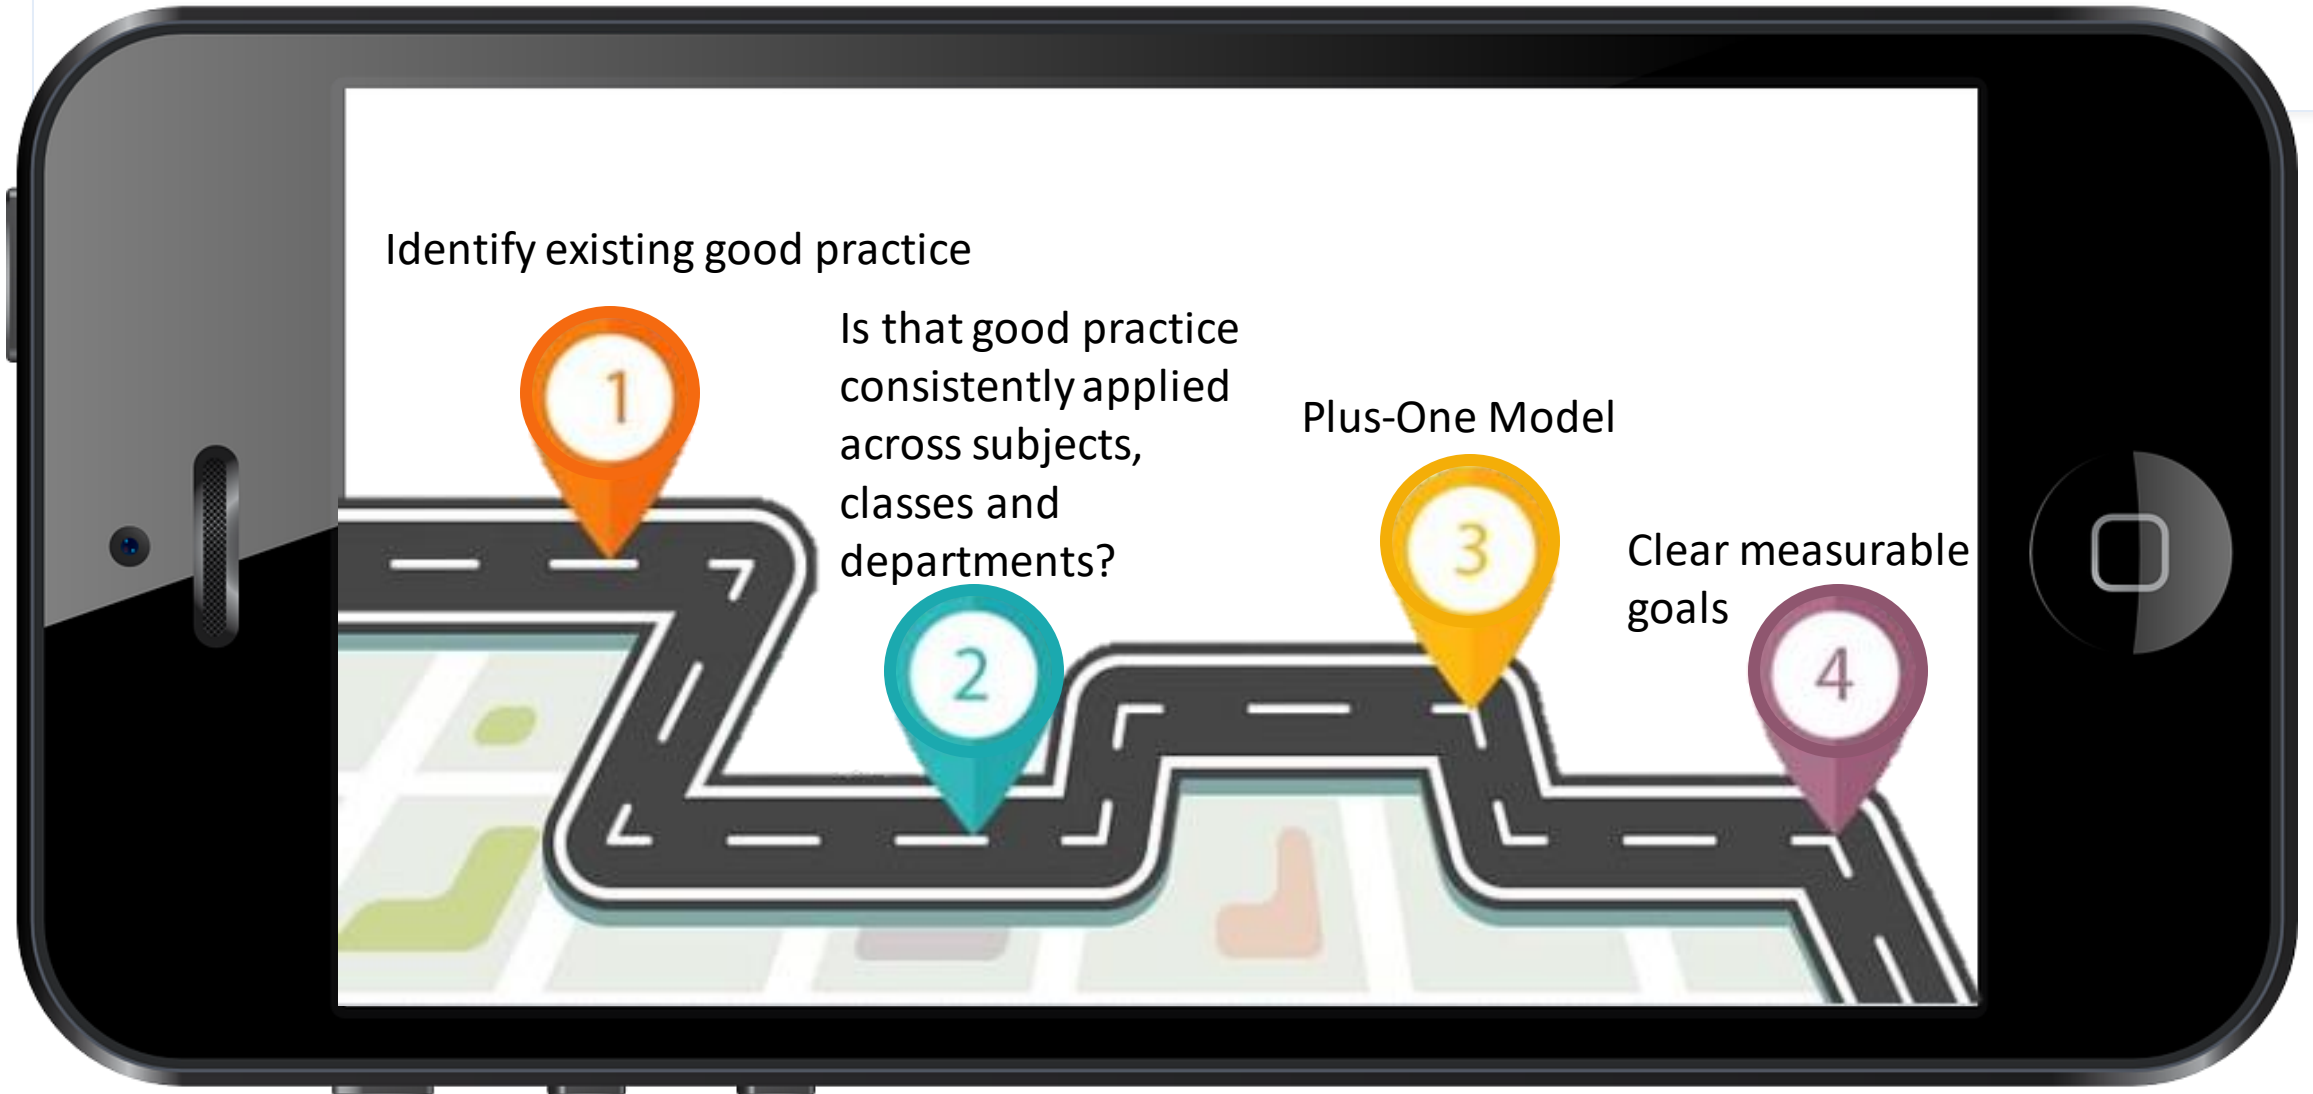 Identify existing good practice
1
Is that good practice
consistently applied
across subjects,
classes and
departments?
2
Plus-One Model
3
Clear measurable
goals
4